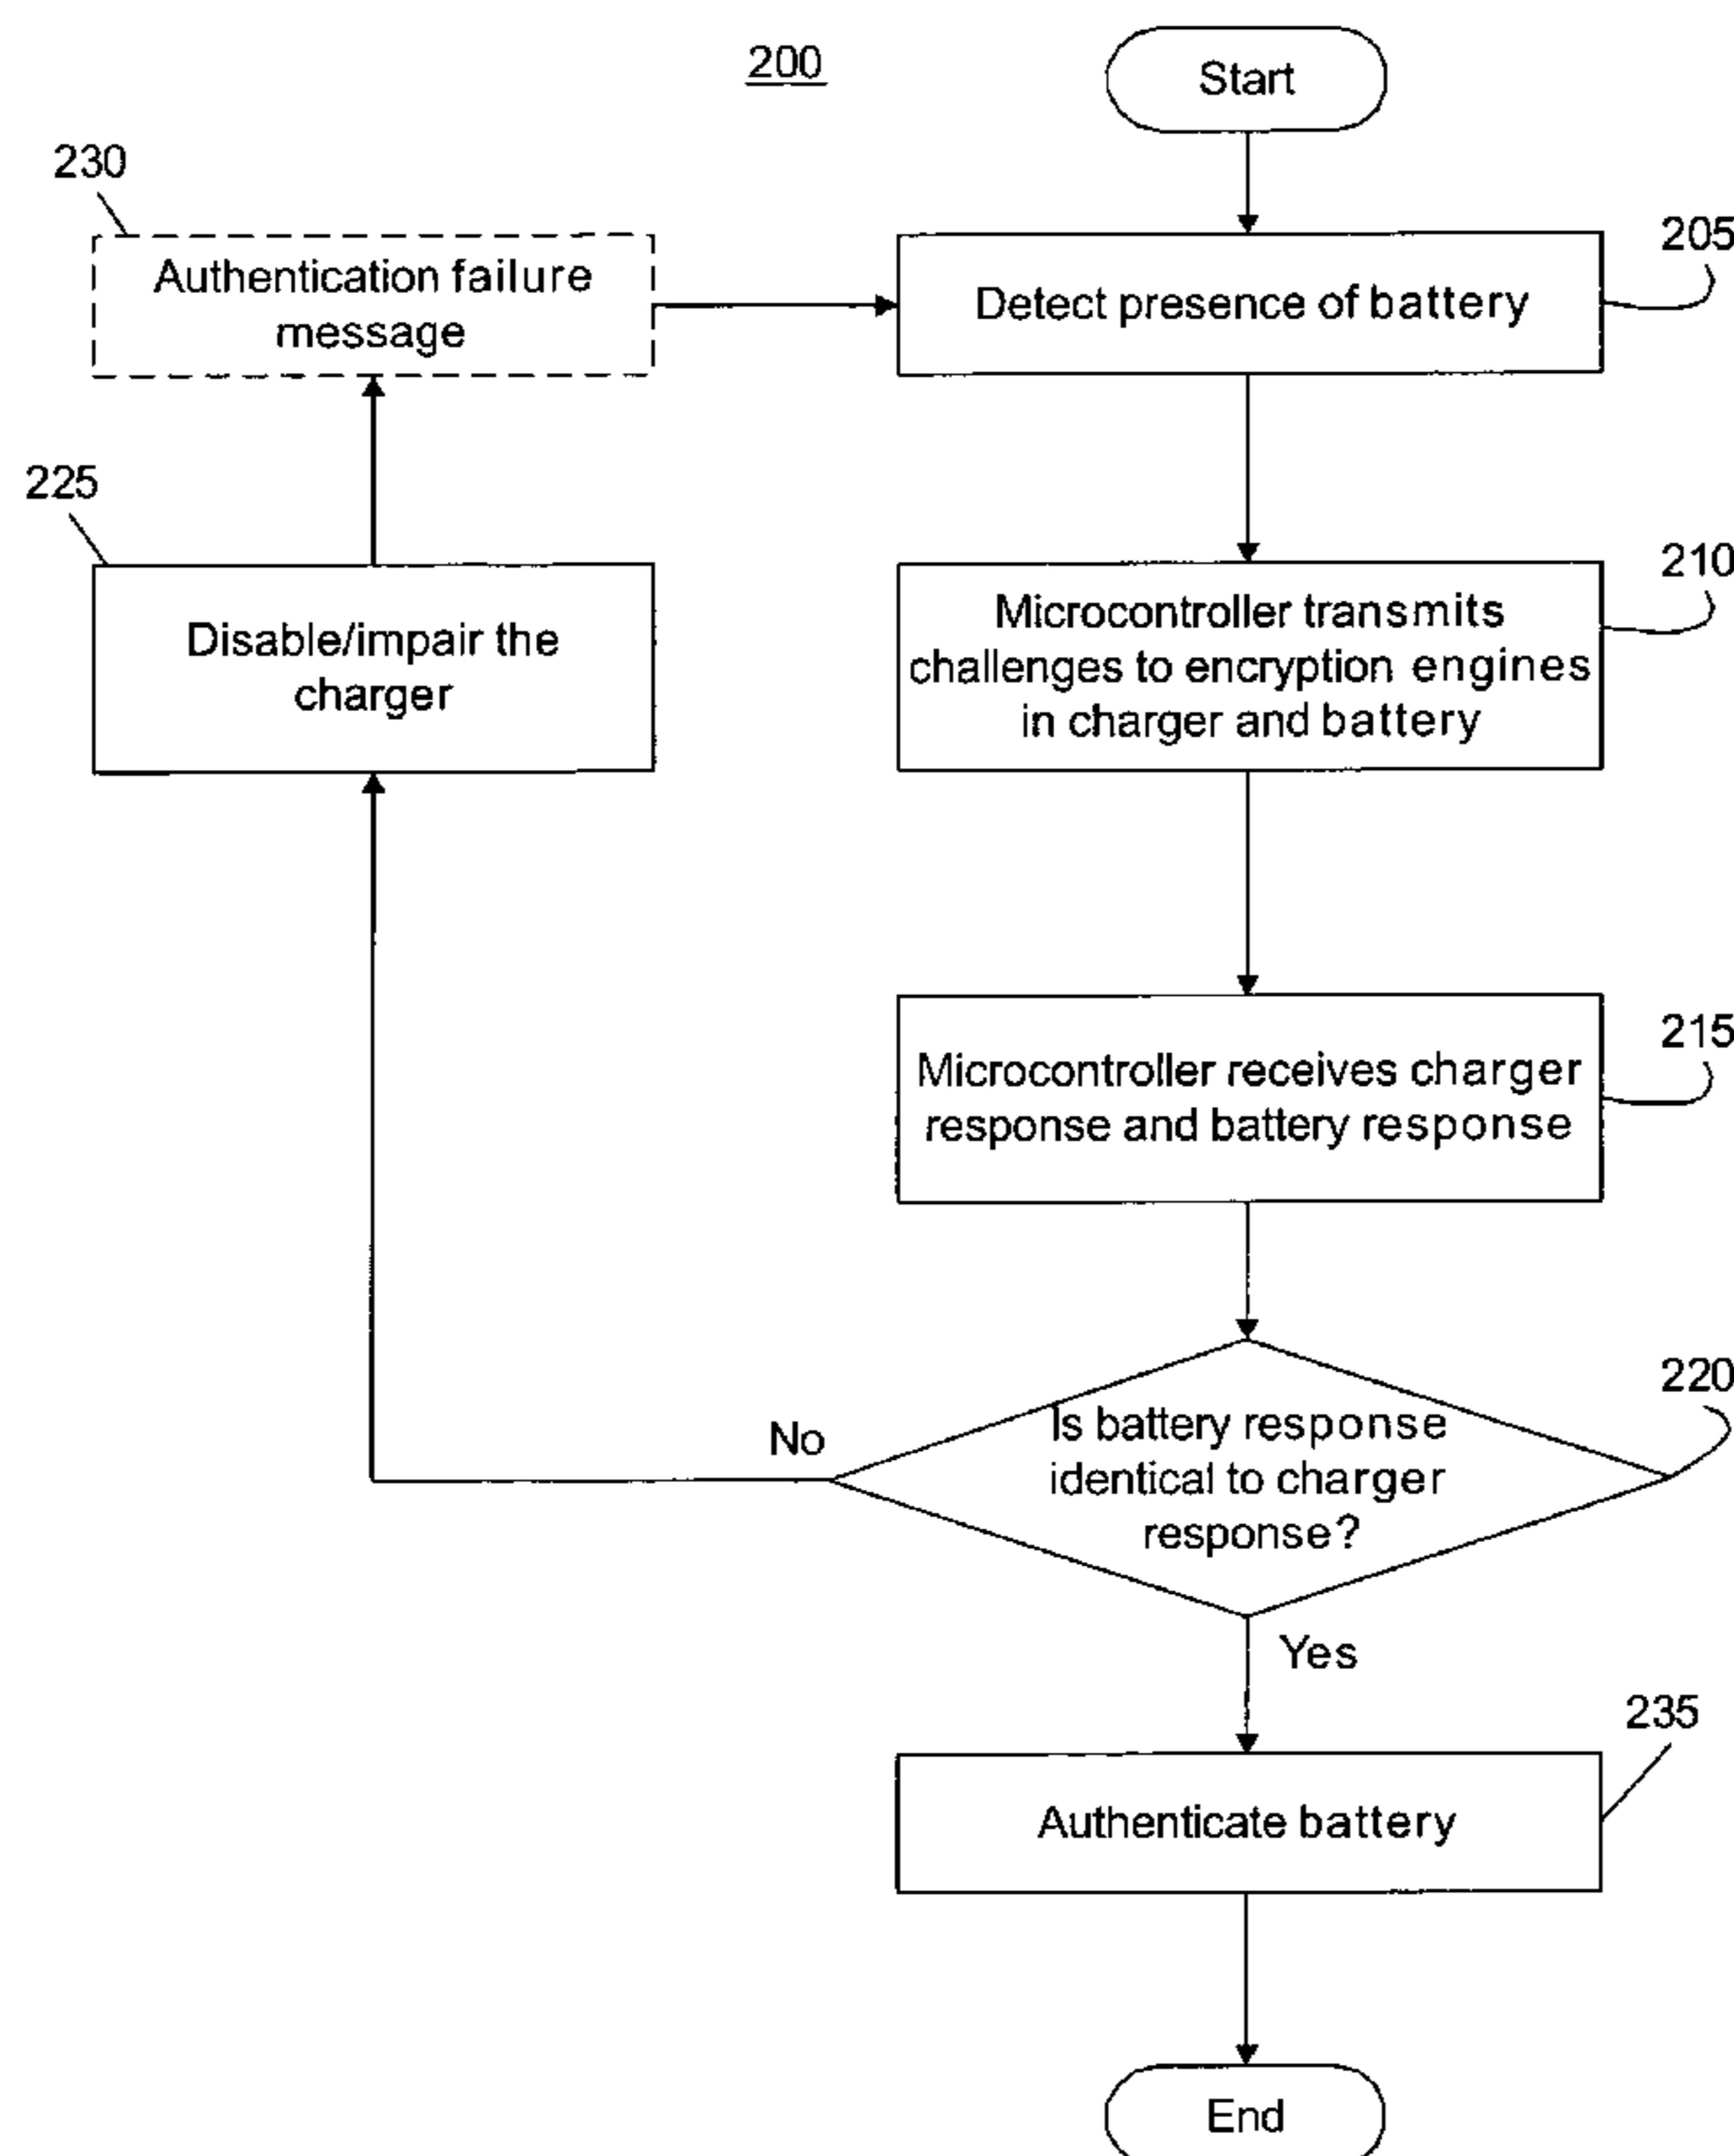 200
Start
230
Authentication failure
message
205
Detect presence of battery
225
Disable/impair the
charger
210
Microcontroller transmits
challenges to encryption engines
in charger and battery
215
Microcontroller receives charger
response and battery response
220
No
Is battery response
identical to charger
response?
Yes
235
Authenticate battery
End